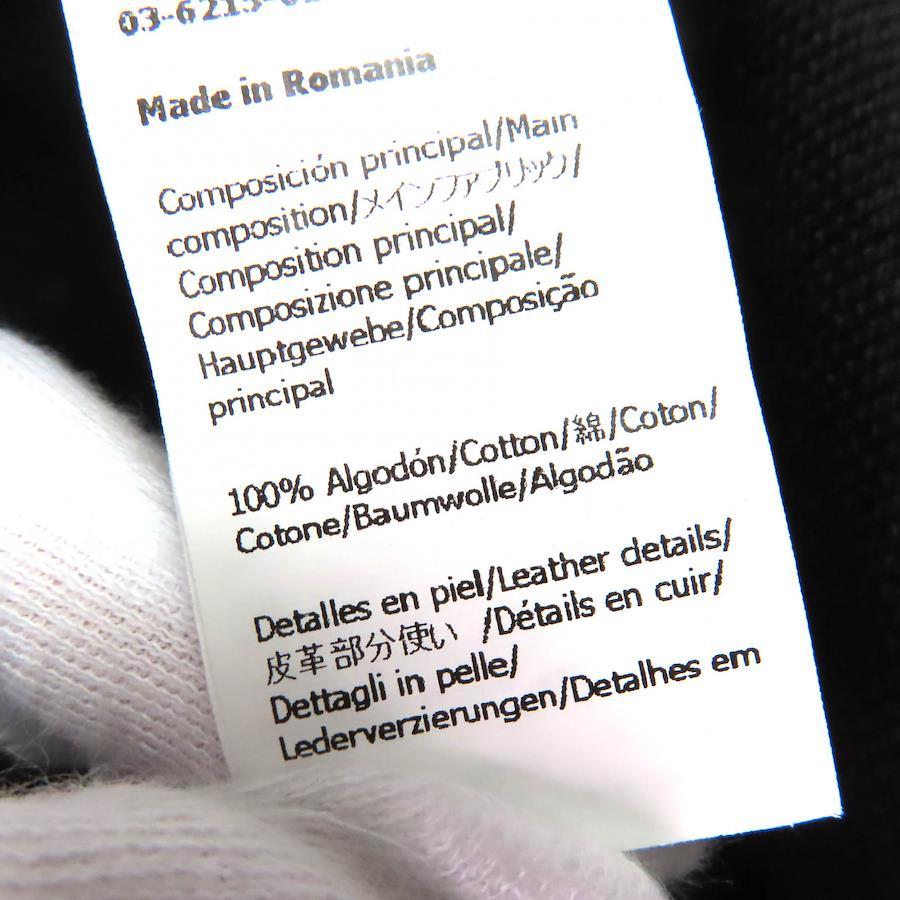 03-6215-
Made in Romania
Composición principal/Main
composition/メインファブリック/
Composition principal/
Composizione principale/
Hauptgewebe/Composição
principal
100% Algodón/Cotton/綿/Coton/
Cotone/Baumwolle/Algodão
Detalles en piel/Leather details/
皮革部分使い /Détails en cuir/
Dettagli in pelle/
Lederverzierungen/Detalhes em